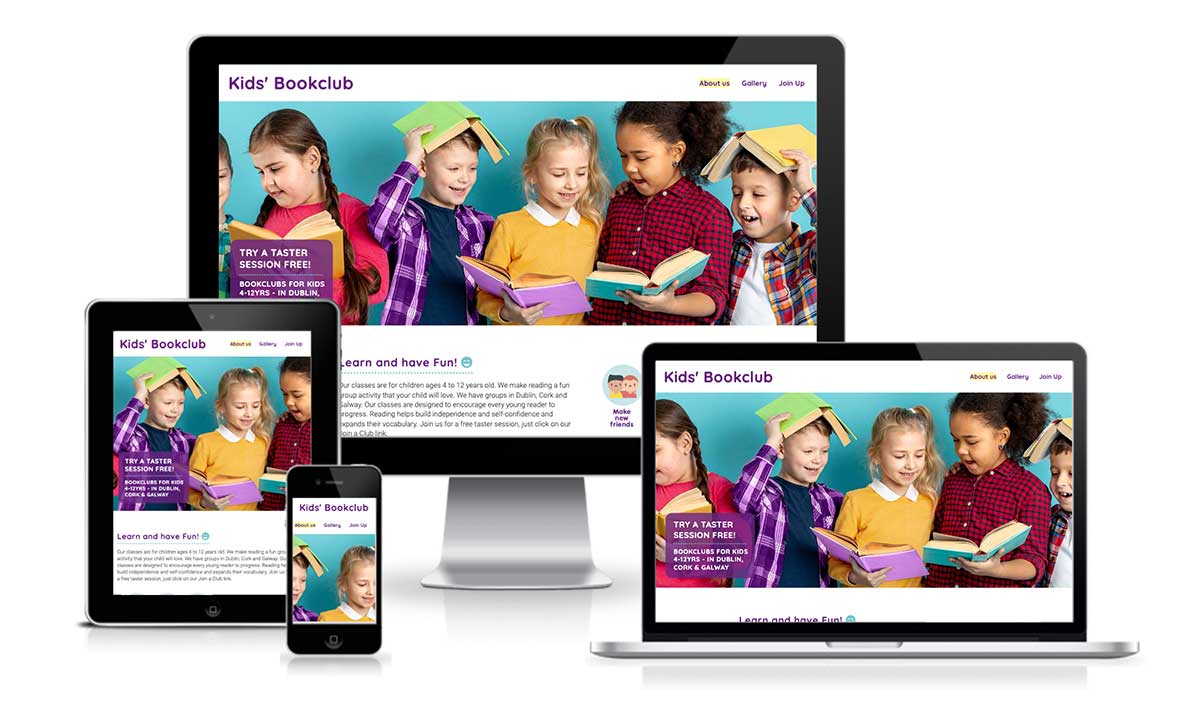 Kids' Bookclub
About us Gallery Join Up
TRY A TASTER
SESSION FREE!
BOOKCLUBS FOR KIDS
4-12YRS - IN DUBLIN,
Learn and have Fun!
Our classes are for children ages 4 to 12 years old. We make reading a fun
group activity that your child will love. We have groups in Dublin, Cork and
Galway. Our classes are designed to encourage every young reader to
progress. Reading helps build independence and self-confidence and
expands their vocabulary. Join us for a free taster session, just click on our
Join a Club link.
Make
new
friends
Kids' Bookclub
About us Gallery Join Up
TRY A TASTER
SESSION FREE!
BOOKCLUBS FOR KIDS
4-12YRS - IN DUBLIN,
CORK & GALWAY
Learn and have Fun!
Our classes are for children ages 4 to 12 years old. We make reading a fun group
activity that your child will love. We have groups in Dublin, Cork and Galway. Our
classes are designed to encourage every young reader to progress. Reading helps
build independence and self-confidence and expands their vocabulary. Join us for
a free taster session, just click on our Join a Club link.
Kids' Bookclub
About us Gallery Join Up
Kids' Bookclub
About us Gallery Join Up
TRY A TASTER
SESSION FREE!
BOOKCLUBS FOR KIDS
4-12YRS - IN DUBLIN,
CORK & GALWAY
Learn and have Fun!